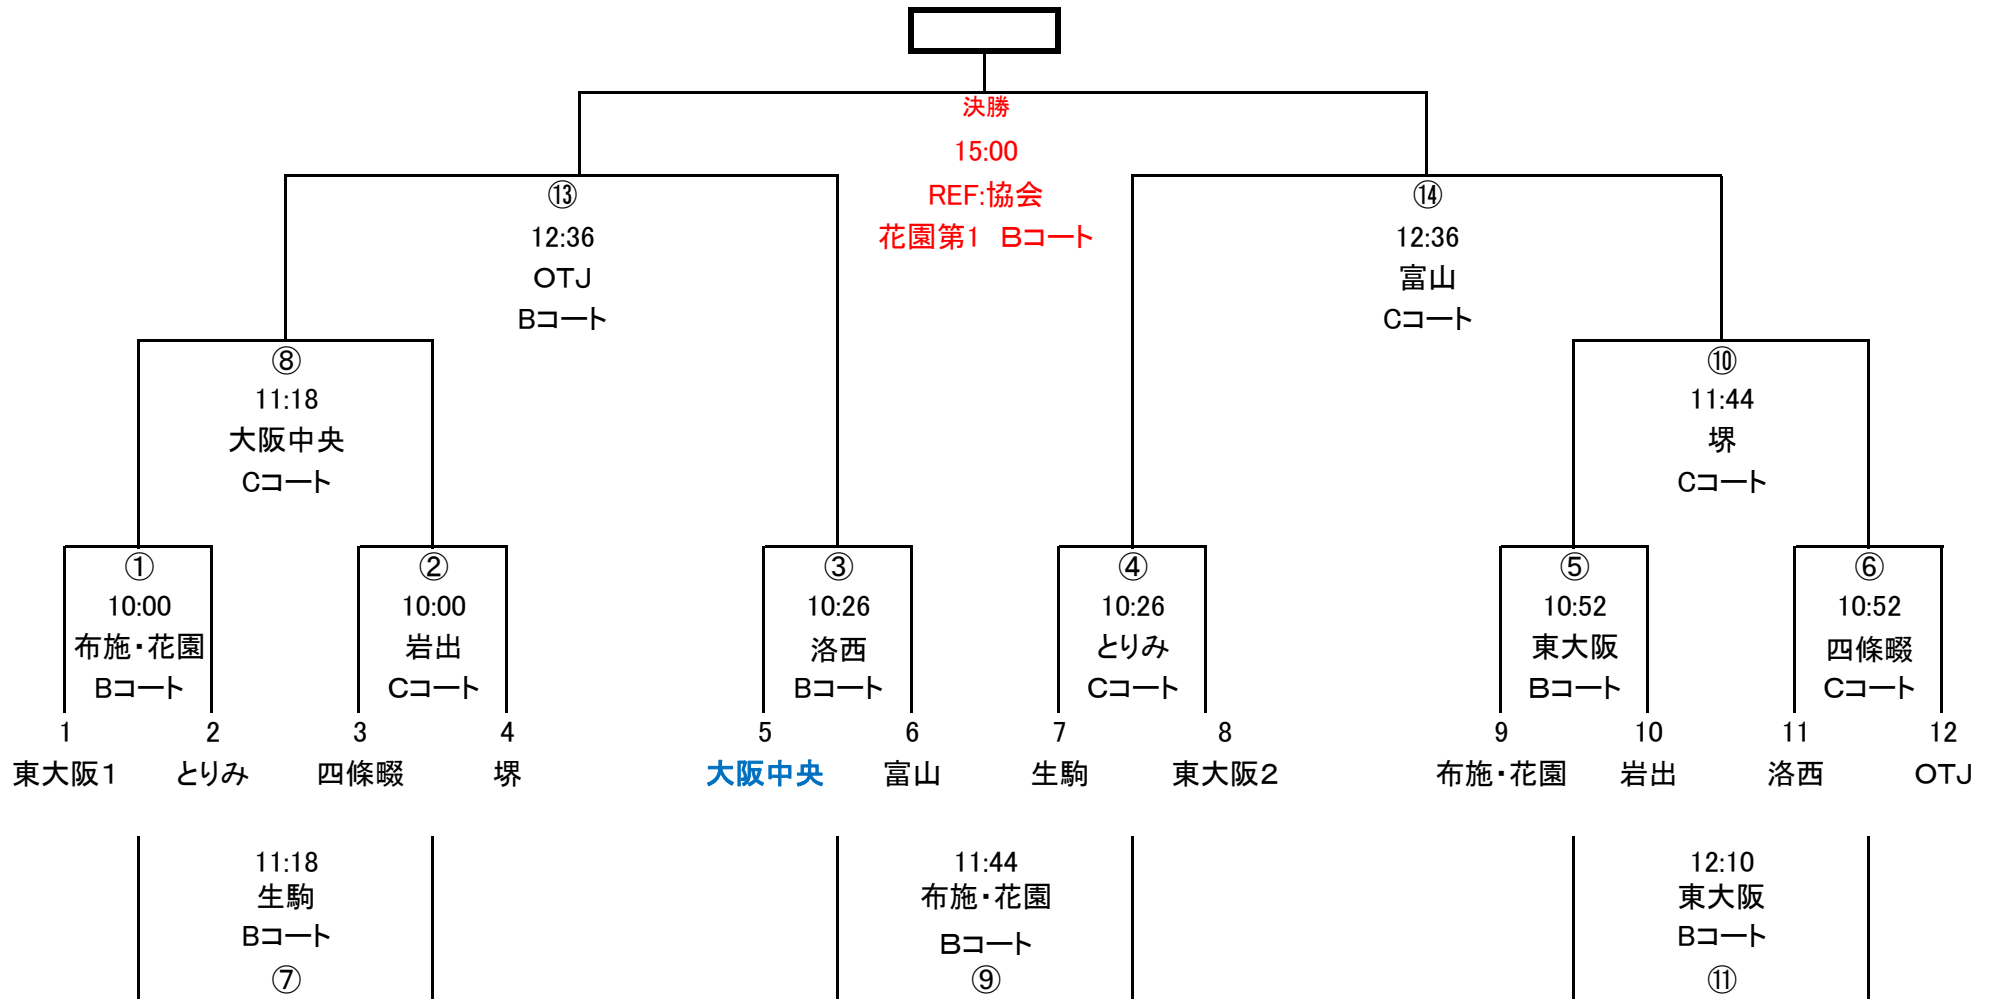 決勝
15:00
REF:協会
花園第1 Bコート
⑬
12:36
OTJ
Bコート
⑭
12:36
富山
Cコート
⑧
11:18
大阪中央
Cコート
⑩
11:44
堺
Cコート
①
10:00
布施・花園
Bコート
②
10:00
岩出
Cコート
③
10:26
洛西
Bコート
④
10:26
とりみ
Cコート
⑤
10:52
東大阪
Bコート
⑥
10:52
四條畷
Cコート
1 2 3 4 5 6 7 8 9 10 11 12
東大阪1 とりみ 四條畷 堺 大阪中央 富山 生駒 東大阪2 布施・花園 岩出 洛西 OTJ
11:18
生駒
Bコート
⑦
11:44
布施・花園
Bコート
⑨
12:10
東大阪
Bコート
⑪